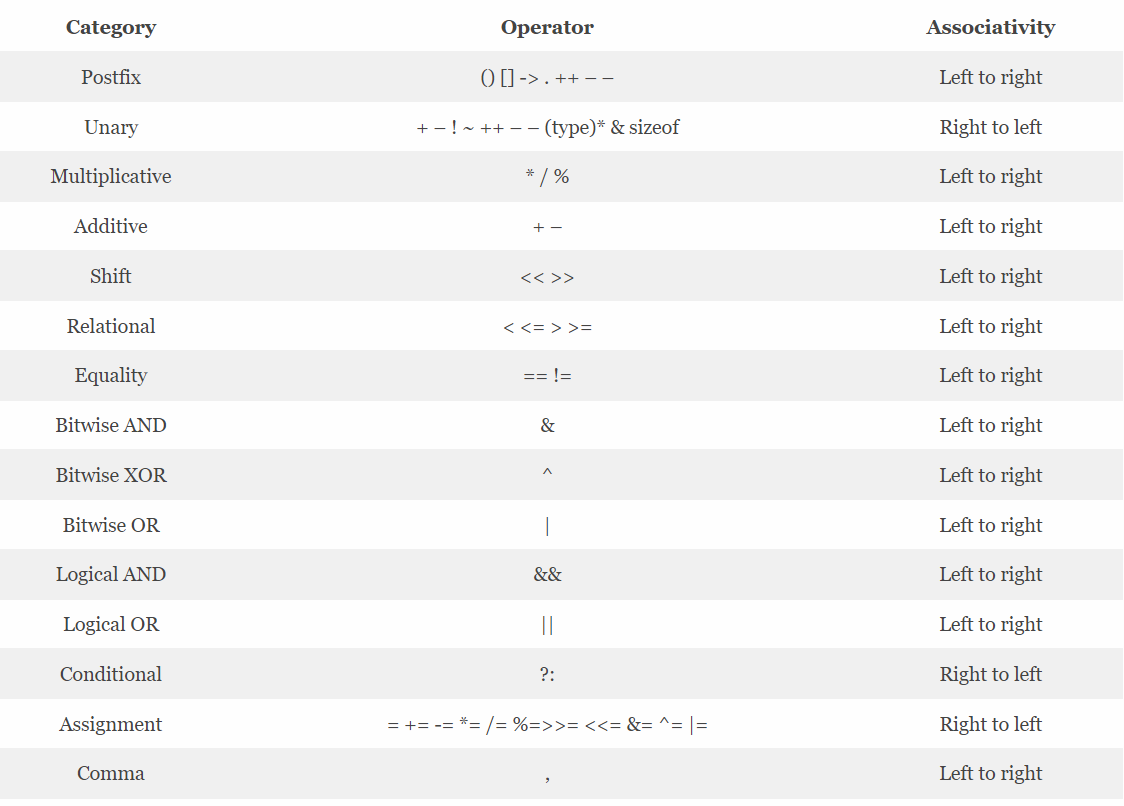 Category Operator Associativity
Postfix () [] -> . ++ – – Left to right
Unary + – ! ~ ++ – – (type)* & sizeof Right to left
Multiplicative * / % Left to right
Additive + – Left to right
Shift << >> Left to right
Relational < <= > >= Left to right
Equality == != Left to right
Bitwise AND & Left to right
Bitwise XOR ^ Left to right
Bitwise OR | Left to right
Logical AND && Left to right
Logical OR || Left to right
Conditional ?: Right to left
Assignment = += -= *= /= %=>>= <<= &= ^= |= Right to left
Comma , Left to right